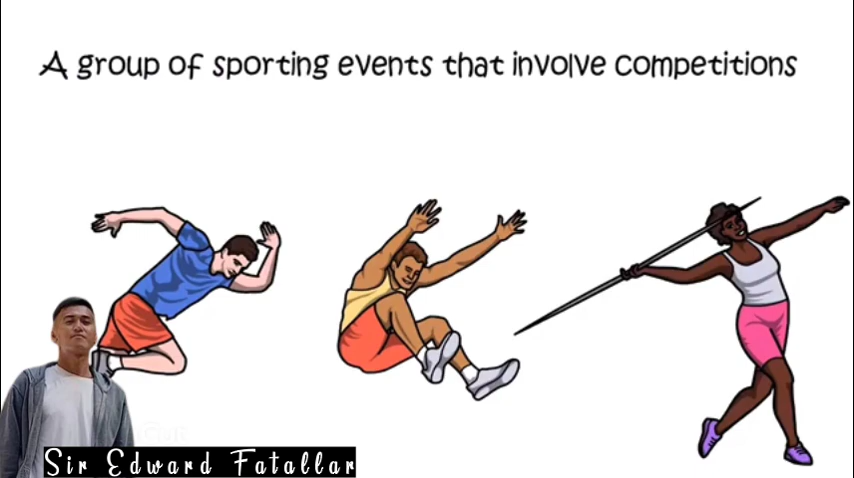 A group of sporting events that involve competitions
Sir Edward Fatallar